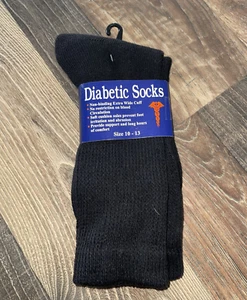 Diabetic Socks
• Non-binding Extra Wide Cuff
• No restriction on blood
Circulation
• Soft cushion soles prevent foot
irritation and abrasion
• Provide support and long hours
of comfort
Size 10 - 13